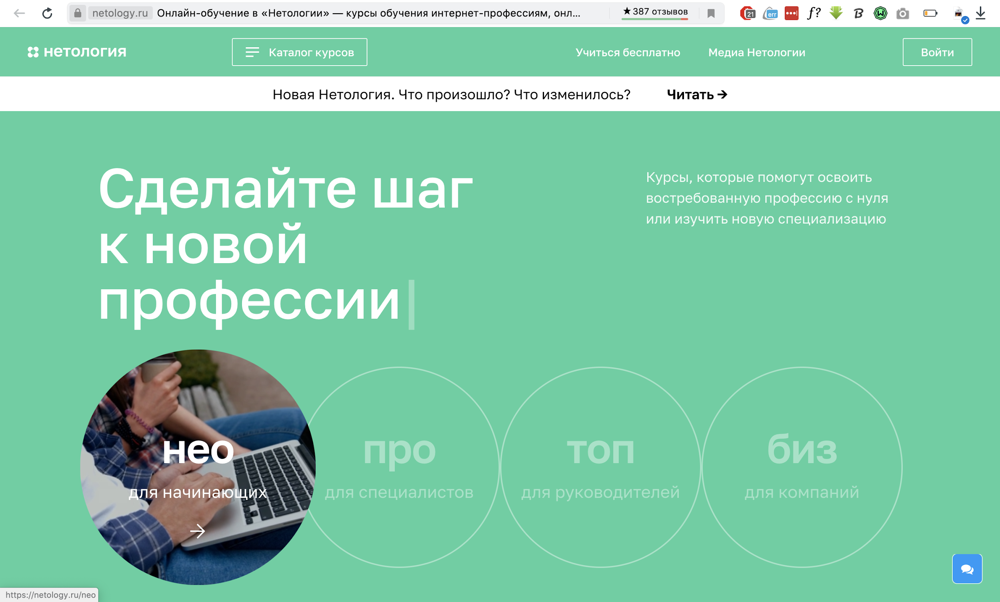 netology.ru Онлайн-обучение в «Нетологии» — курсы обучения интернет-профессиям, онл... ★387 отзывов
21 err f? B W
нетология Каталог курсов Учиться бесплатно Медиа Нетологии Войти
Новая Нетология. Что произошло? Что изменилось? Читать →
Сделайте шаг
к новой
профессии
Курсы, которые помогут освоить
востребованную профессию с нуля
или изучить новую специализацию
нео
для начинающих
→
про
для специалистов
топ
для руководителей
биз
для компаний
https://netology.ru/neo